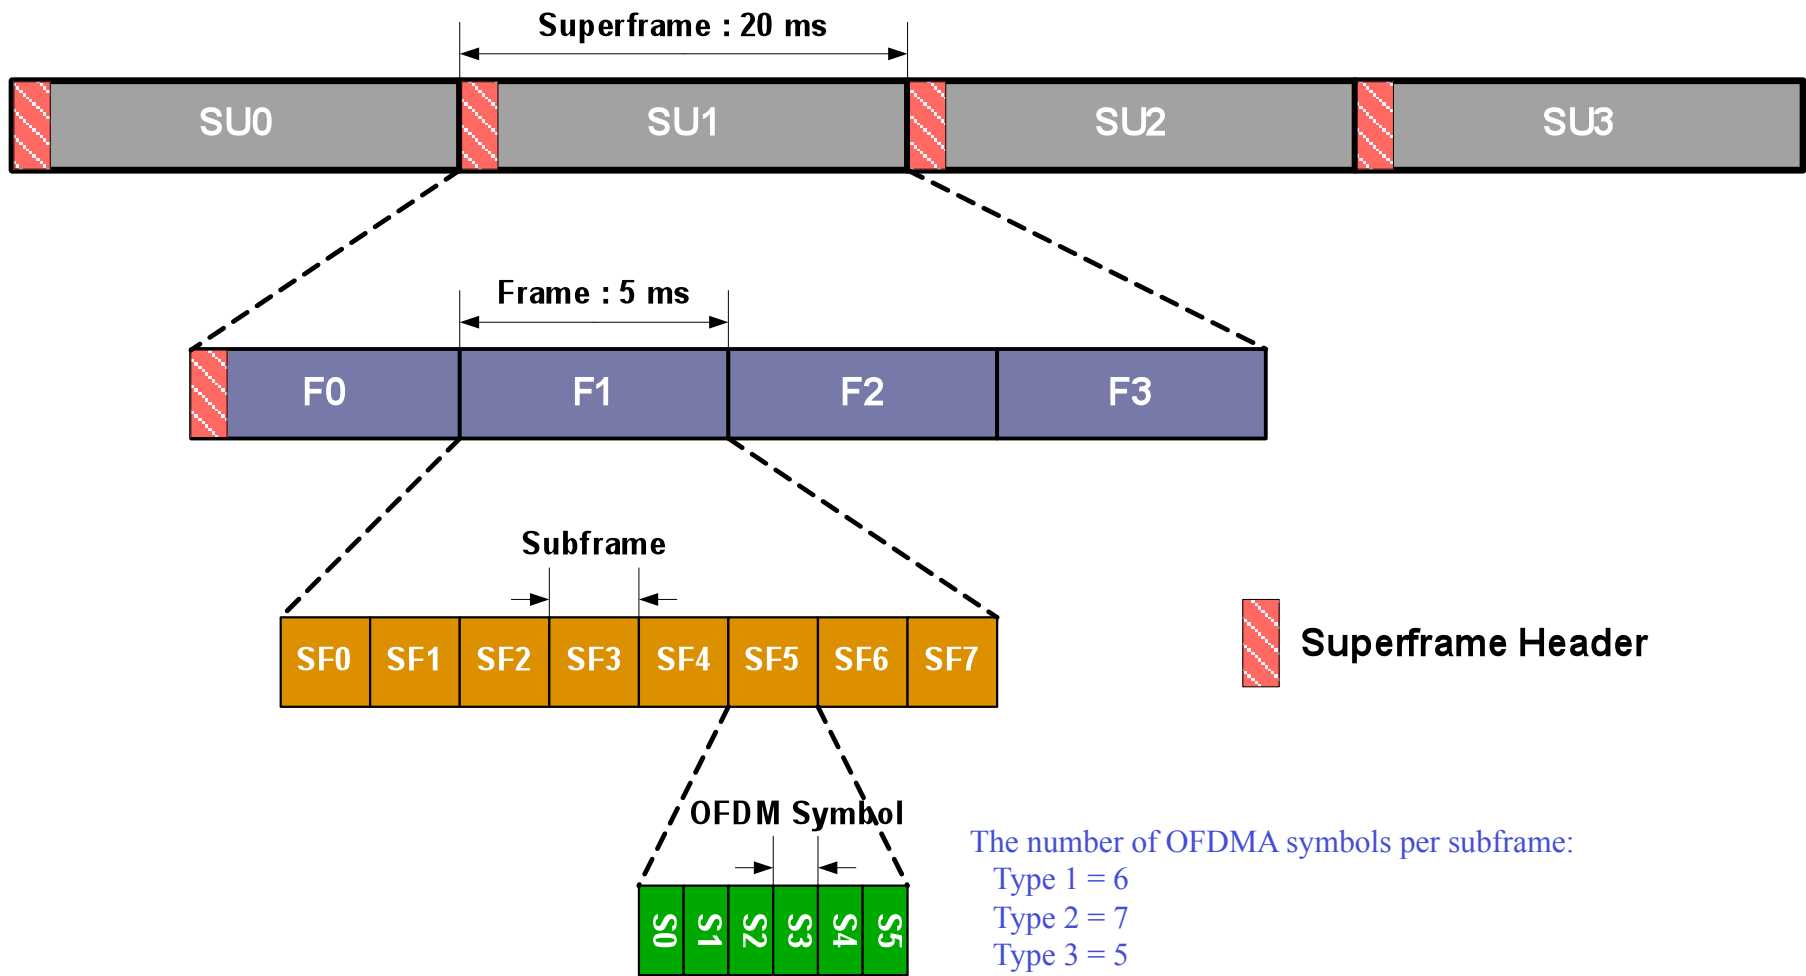 Superframe : 20 ms
SU0 SU1 SU2 SU3
Frame : 5 ms
F0 F1 F2 F3
Subframe
SF0 SF1 SF2 SF3 SF4 SF5 SF6 SF7
Superframe Header
OFDM Symbol
S0 S1 S2 S3 S4 S5
The number of OFDMA symbols per subframe:
Type 1 = 6
Type 2 = 7
Type 3 = 5